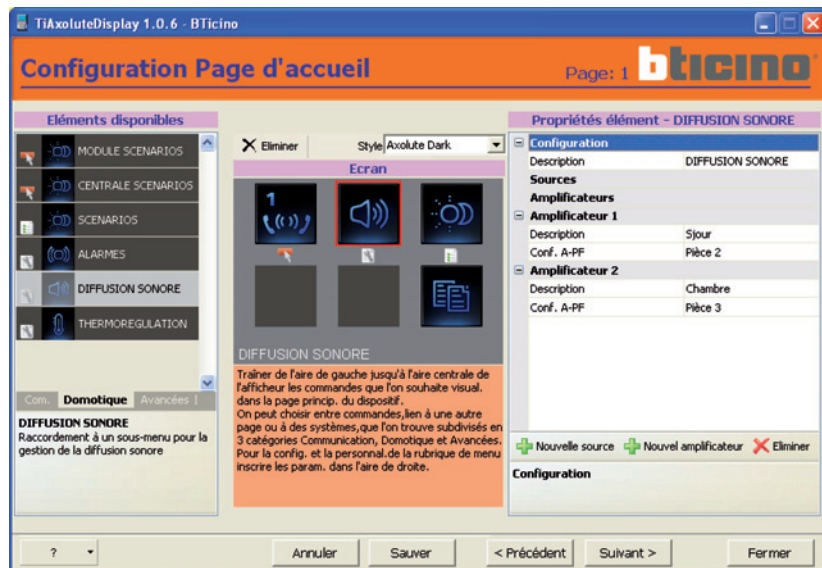 TiAxoluteDisplay 1.0.6 - BTicino
Configuration Page d'accueil
Page: 1
bticino
Eléments disponibles
MODULE SCENARIOS
CENTRALE SCENARIOS
SCENARIOS
ALARMES
DIFFUSION SONORE
THERMOREGULATION
Com. Domotique Avancées
DIFFUSION SONORE
Raccordement à un sous-menu pour la
gestion de la diffusion sonore
Eliminer
Style Axolute Dark
Ecran
1
DIFFUSION SONORE
Traîner de l'aire de gauche jusqu'à l'aire centrale de
l'afficheur les commandes que l'on souhaite visual.
dans la page princip. du dispositif.
On peut choisir entre commandes,lien à une autre
page ou à des systèmes,que l'on trouve subdivisés en
3 catégories Communication, Domotique et Avancées.
Pour la config. et la personnal.de la rubrique de menu
inscrire les param. dans l'aire de droite.
Propriétés élément - DIFFUSION SONORE
Configuration
Description DIFFUSION SONORE
Sources
Amplificateurs
Amplificateur 1
Description Sjour
Conf. A-PF Pièce 2
Amplificateur 2
Description Chambre
Conf. A-PF Pièce 3
Nouvelle source Nouvel amplificateur Eliminer
Configuration
? Annuler Sauver < Précédent Suivant > Fermer